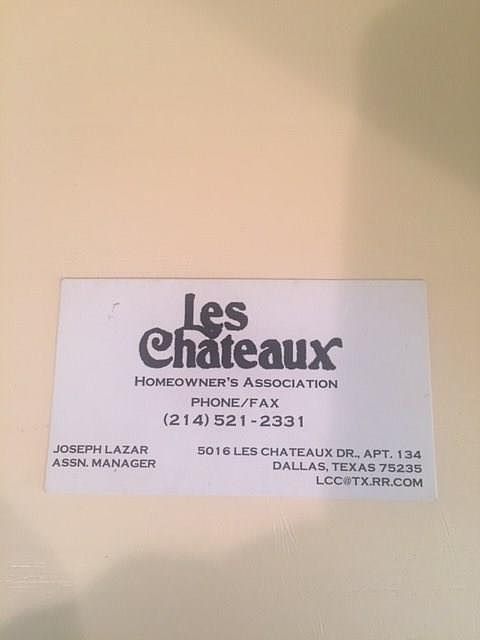 Les
Châteaux
HOMEOWNER'S ASSOCIATION
PHONE/FAX
(214) 521-2331
JOSEPH LAZAR
ASSN. MANAGER
5016 LES CHATEAUX DR., APT. 134
DALLAS, TEXAS 75235
LCC@TX.RR.COM